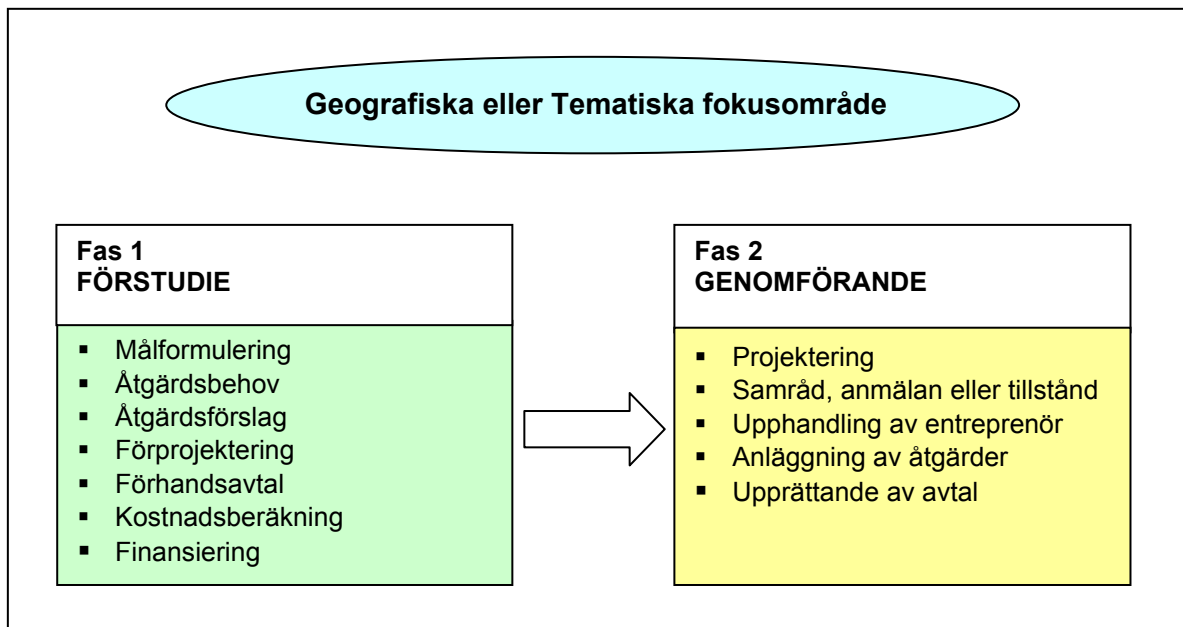 Geografiska eller Tematiska fokusområde
Fas 1
FÖRSTUDIE
▪ Målformulering
▪ Åtgärdsbehov
▪ Åtgärdsförslag
▪ Förprojektering
▪ Förhandsavtal
▪ Kostnadsberäkning
▪ Finansiering
Fas 2
GENOMFÖRANDE
▪ Projektering
▪ Samråd, anmälan eller tillstånd
▪ Upphandling av entreprenör
▪ Anläggning av åtgärder
▪ Upprättande av avtal